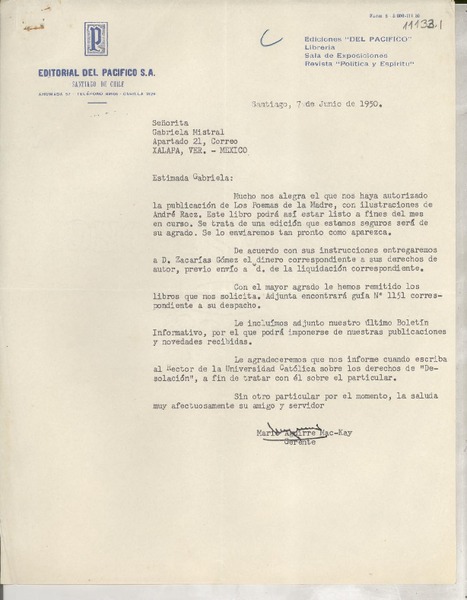 11133.1
Ediciones "DEL PACIFICO"
Librería
Sala de Exposiciones
Revista "Política y Espíritu"
P
EDITORIAL DEL PACIFICO S.A.
SANTIAGO DE CHILE
AHUMADA 57 - TELEFONO
Santiago, 7 de Junio de 1950.
Señorita
Gabriela Mistral
Apartado 21, Correo
XALAPA, VER. - MEXICO
Estimada Gabriela:
Mucho nos alegra el que nos haya autorizado
la publicación de Los Poemas de la Madre, con ilustraciones de
André Racz. Este libro podrá así estar listo a fines del mes
en curso. Se trata de una edición que estamos seguros será de
su agrado. Se lo enviaremos tan pronto como aparezca.
De acuerdo con sus instrucciones entregaremos
a D. Zacarías Gómez el dinero correspondiente a sus derechos de
autor, previo envío a Ud. de la liquidación correspondiente.
Con el mayor agrado le hemos remitido los
libros que nos solicita. Adjunta encontrará guía N° 1151 corres-
pondiente a su despacho.
Le incluímos adjunto nuestro último Boletín
Informativo, por el que podrá imponerse de nuestras publicaciones
y novedades recibidas.
Le agradeceremos que nos informe cuando escriba
al Rector de la Universidad Católica sobre los derechos de "De-
solación", a fin de tratar con él sobre el particular.
Sin otro particular por el momento, la saluda
muy afectuosamente su amigo y servidor
Mario Aguirre Mac-Kay
Gerente